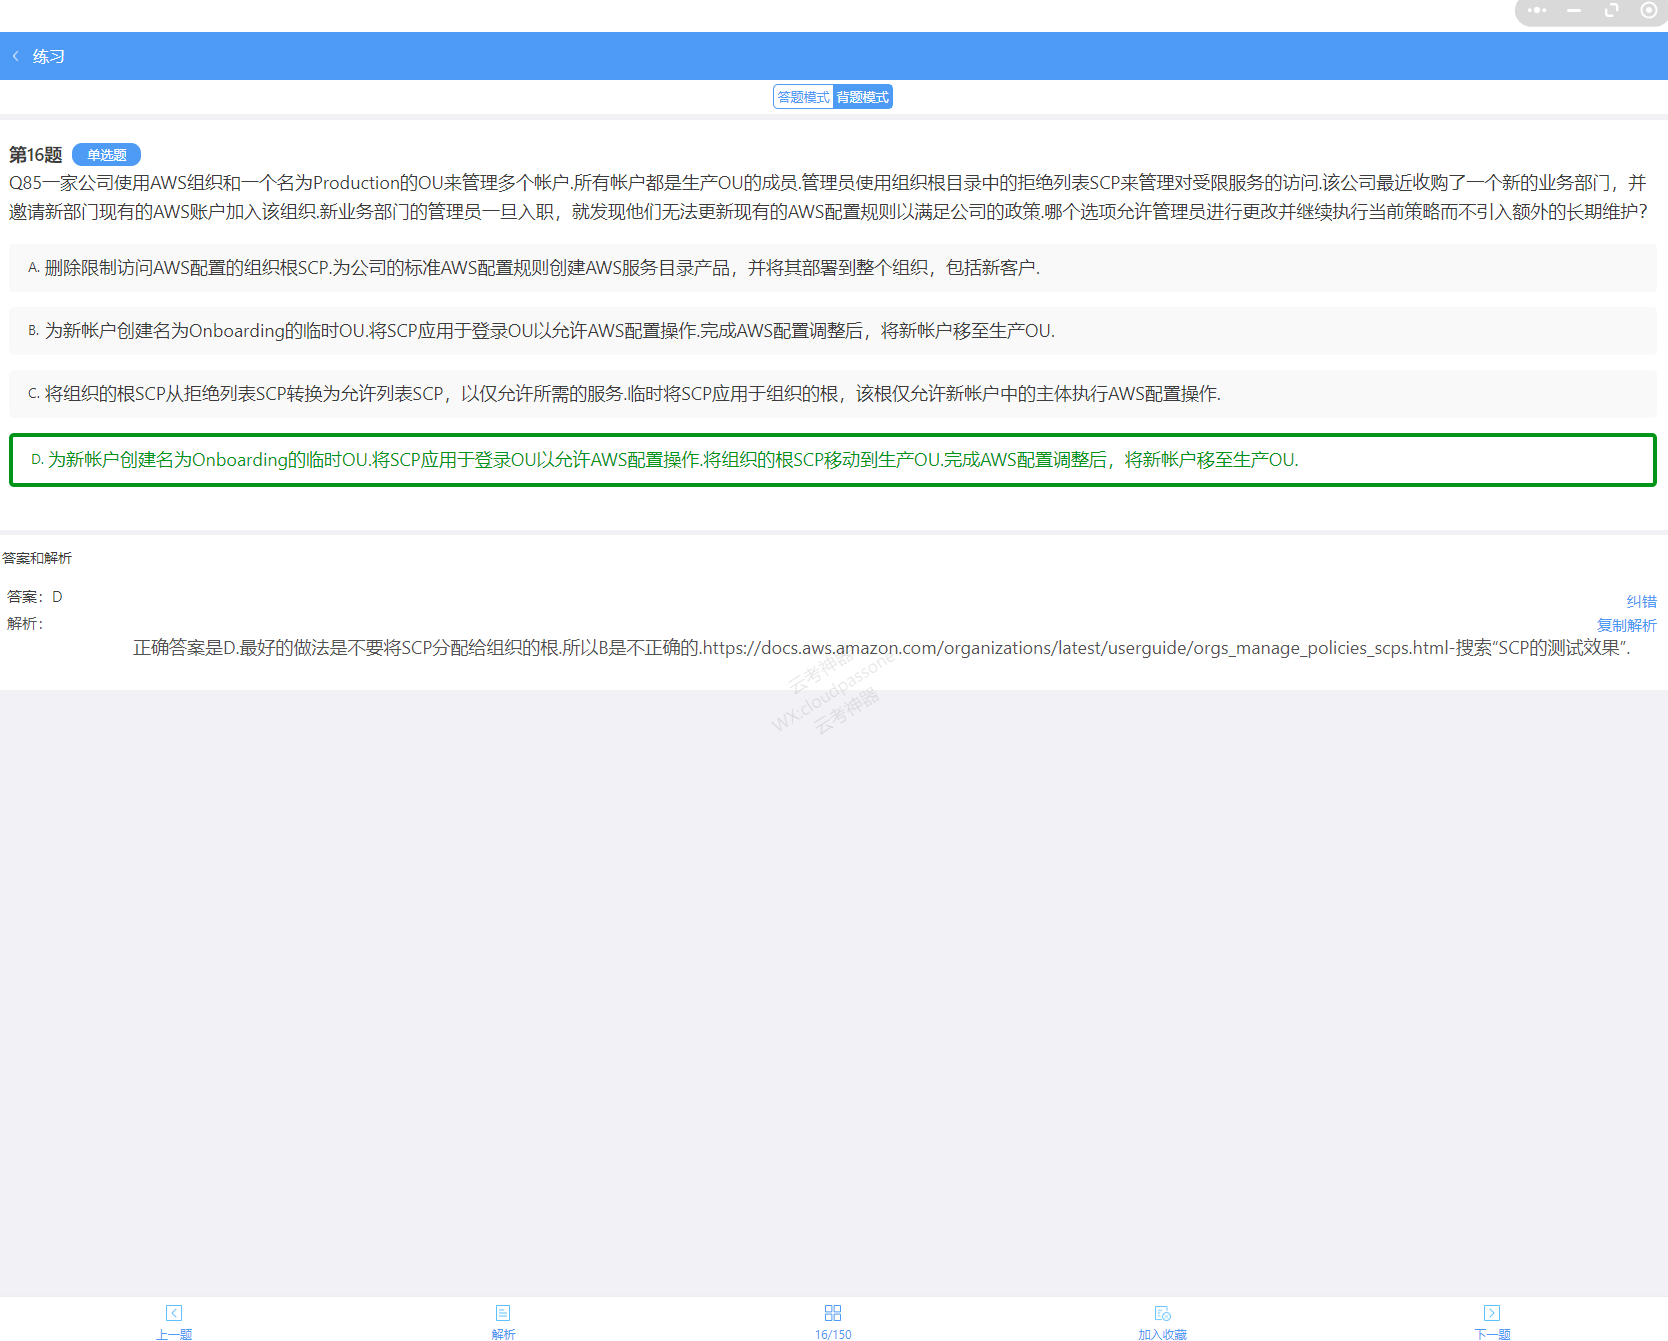 练习
答题模式 背题模式
第16题 单选题
Q85一家公司使用AWS组织和一个名为Production的OU来管理多个帐户.所有帐户都是生产OU的成员.管理员使用组织根目录中的拒绝列表SCP来管理对受限服务的访问.该公司最近收购了一个新的业务部门，并
邀请新部门现有的AWS账户加入该组织.新业务部门的管理员一旦入职，就发现他们无法更新现有的AWS配置规则以满足公司的政策.哪个选项允许管理员进行更改并继续执行当前策略而不引入额外的长期维护?
A. 删除限制访问AWS配置的组织根SCP.为公司的标准AWS配置规则创建AWS服务目录产品，并将其部署到整个组织，包括新客户.
B. 为新帐户创建名为Onboarding的临时OU.将SCP应用于登录OU以允许AWS配置操作.完成AWS配置调整后，将新帐户移至生产OU.
C. 将组织的根SCP从拒绝列表SCP转换为允许列表SCP，以仅允许所需的服务.临时将SCP应用于组织的根，该根仅允许新帐户中的主体执行AWS配置操作.
D. 为新帐户创建名为Onboarding的临时OU.将SCP应用于登录OU以允许AWS配置操作.将组织的根SCP移动到生产OU.完成AWS配置调整后，将新帐户移至生产OU.
答案和解析
答案：D
纠错
解析：
复制解析
正确答案是D.最好的做法是不要将SCP分配给组织的根.所以B是不正确的.https://docs.aws.amazon.com/organizations/latest/userguide/orgs_manage_policies_scps.html-搜索“SCP的测试效果”.
云考神器
WX:cloudpassone
云考神器
上一题 解析 16/150 加入收藏 下一题